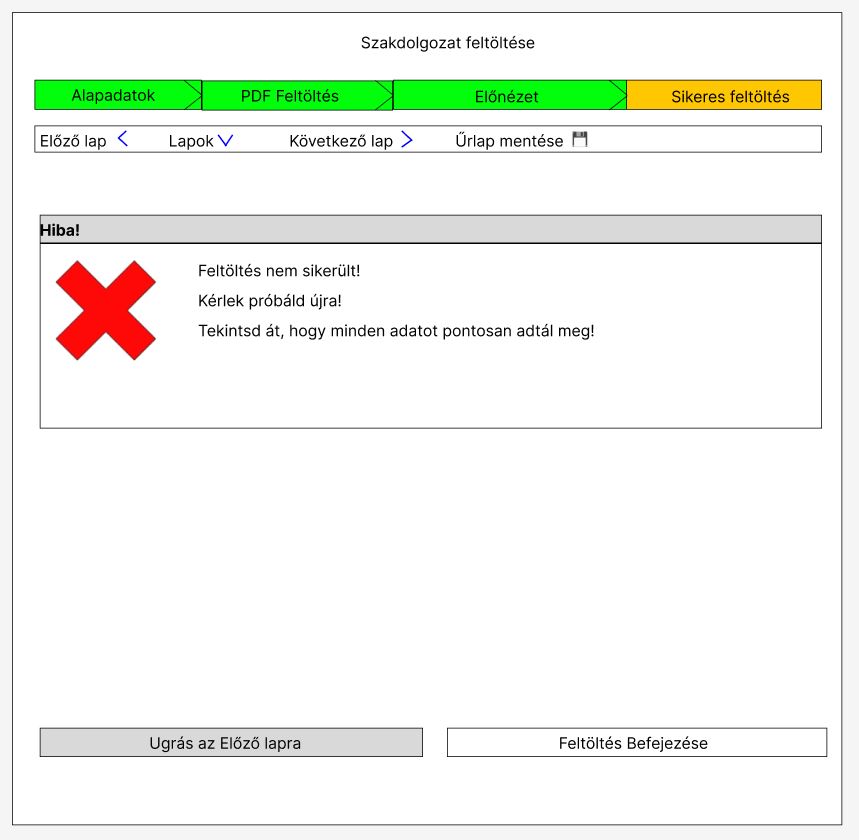 Szakdolgozat feltöltése
Alapadatok PDF Feltöltés Előnézet Sikeres feltöltés
Előző lap Lapok Következő lap Űrlap mentése
Hiba!
Feltöltés nem sikerült!
Kérlek próbáld újra!
Tekintsd át, hogy minden adatot pontosan adtál meg!
Ugrás az Előző lapra Feltöltés Befejezése